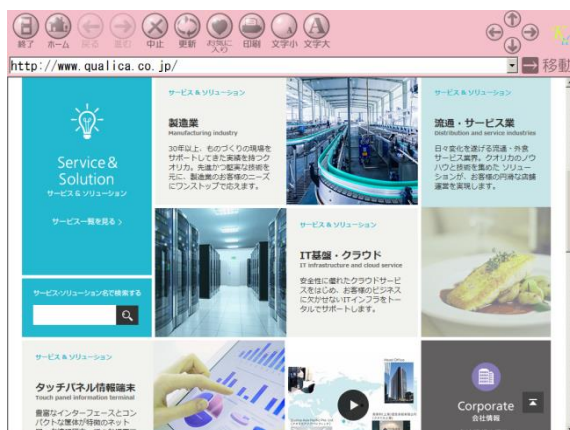 終了 ホーム 戻る 進む 中止 更新 お気に入り 印刷 文字小 文字大
http://www.qualica.co.jp/
移動
Service &
Solution
サービス & ソリューション
サービス一覧を見る >
サービス・ソリューション名で検索する
サービス & ソリューション
製造業
Manufacturing industry
30年以上、ものづくりの現場を
サポートしてきた実績を持つク
オリカ。先進かつ堅実な技術を
元に、製造業のお客様のニーズ
にワンストップで応えます。
サービス & ソリューション
流通・サービス業
Distribution and service industries
日々変化を遂げる流通・外食
サービス業界。クオリカのノウ
ハウと技術を集めた ソリュー
ションが、お客様の円滑な店舗
運営を実現します。
サービス & ソリューション
IT基盤・クラウド
IT infrastructure and cloud service
安全性に優れたクラウドサービ
スをはじめ、お客様のビジネス
に欠かせないITインフラをトー
タルでサポートします。
サービス & ソリューション
タッチパネル情報端末
Touch panel information terminal
豊富なインターフェースとコン
パクトな筐体が特徴のネット
Head Office
Corporate
会社情報